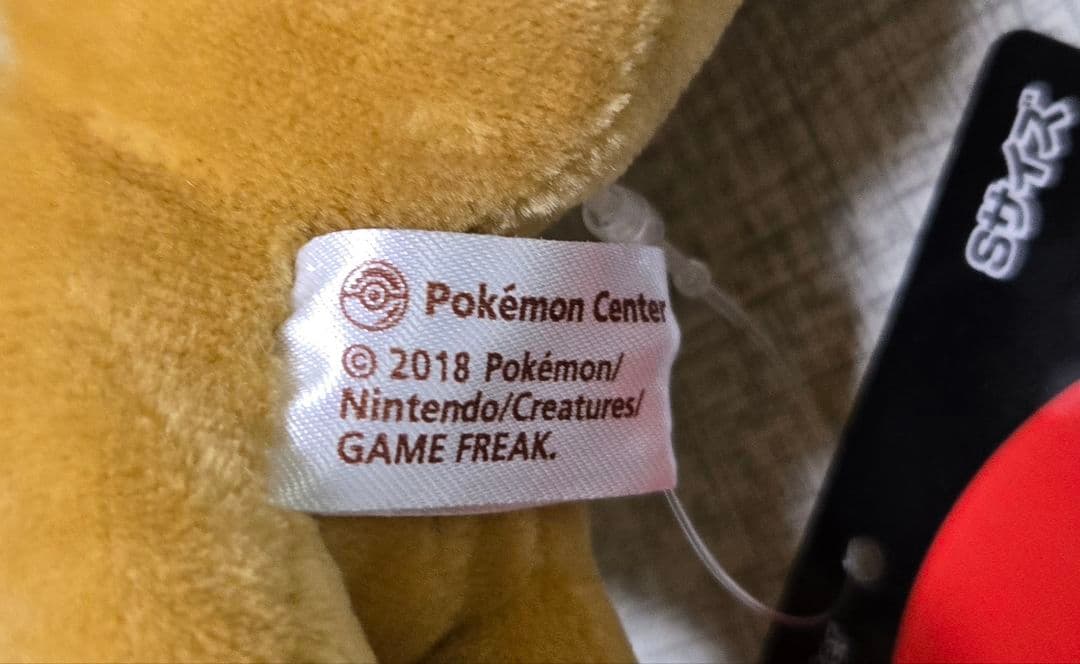 Pokémon Center
© 2018 Pokémon/
Nintendo/Creatures/
GAME FREAK.
Sサイズ